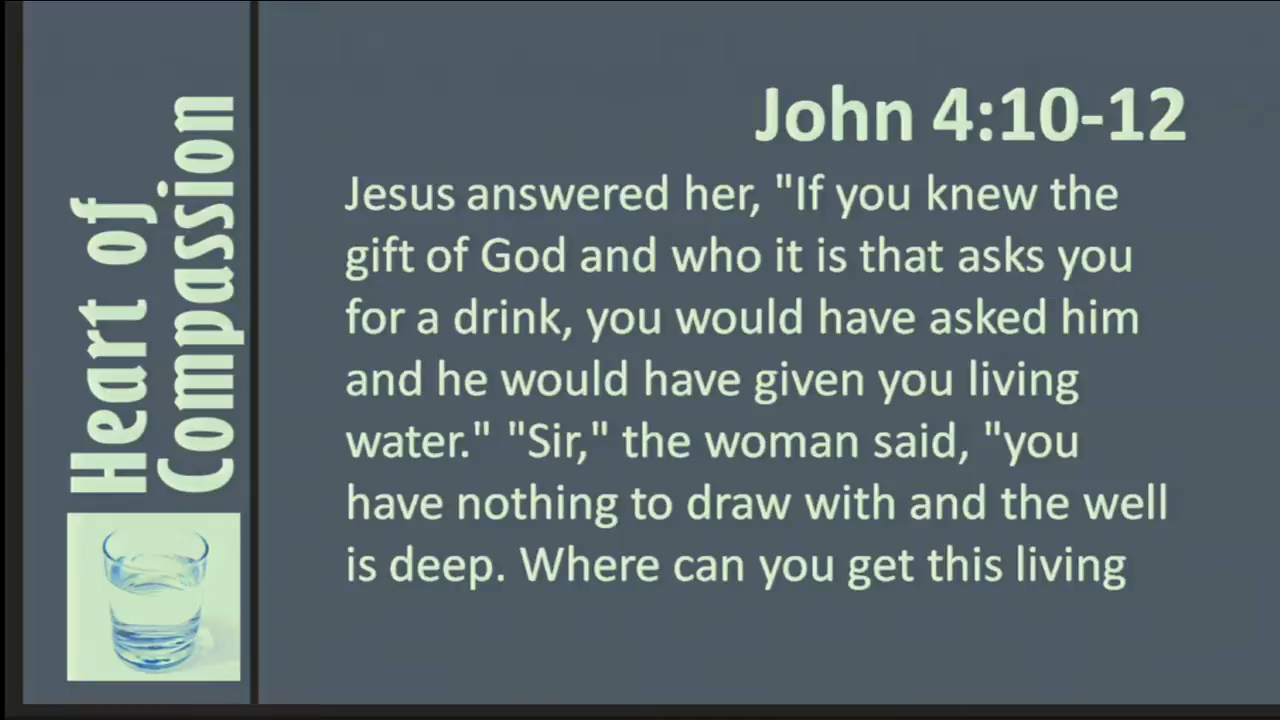 Heart of
Compassion
John 4:10-12
Jesus answered her, "If you knew the
gift of God and who it is that asks you
for a drink, you would have asked him
and he would have given you living
water." "Sir," the woman said, "you
have nothing to draw with and the well
is deep. Where can you get this living